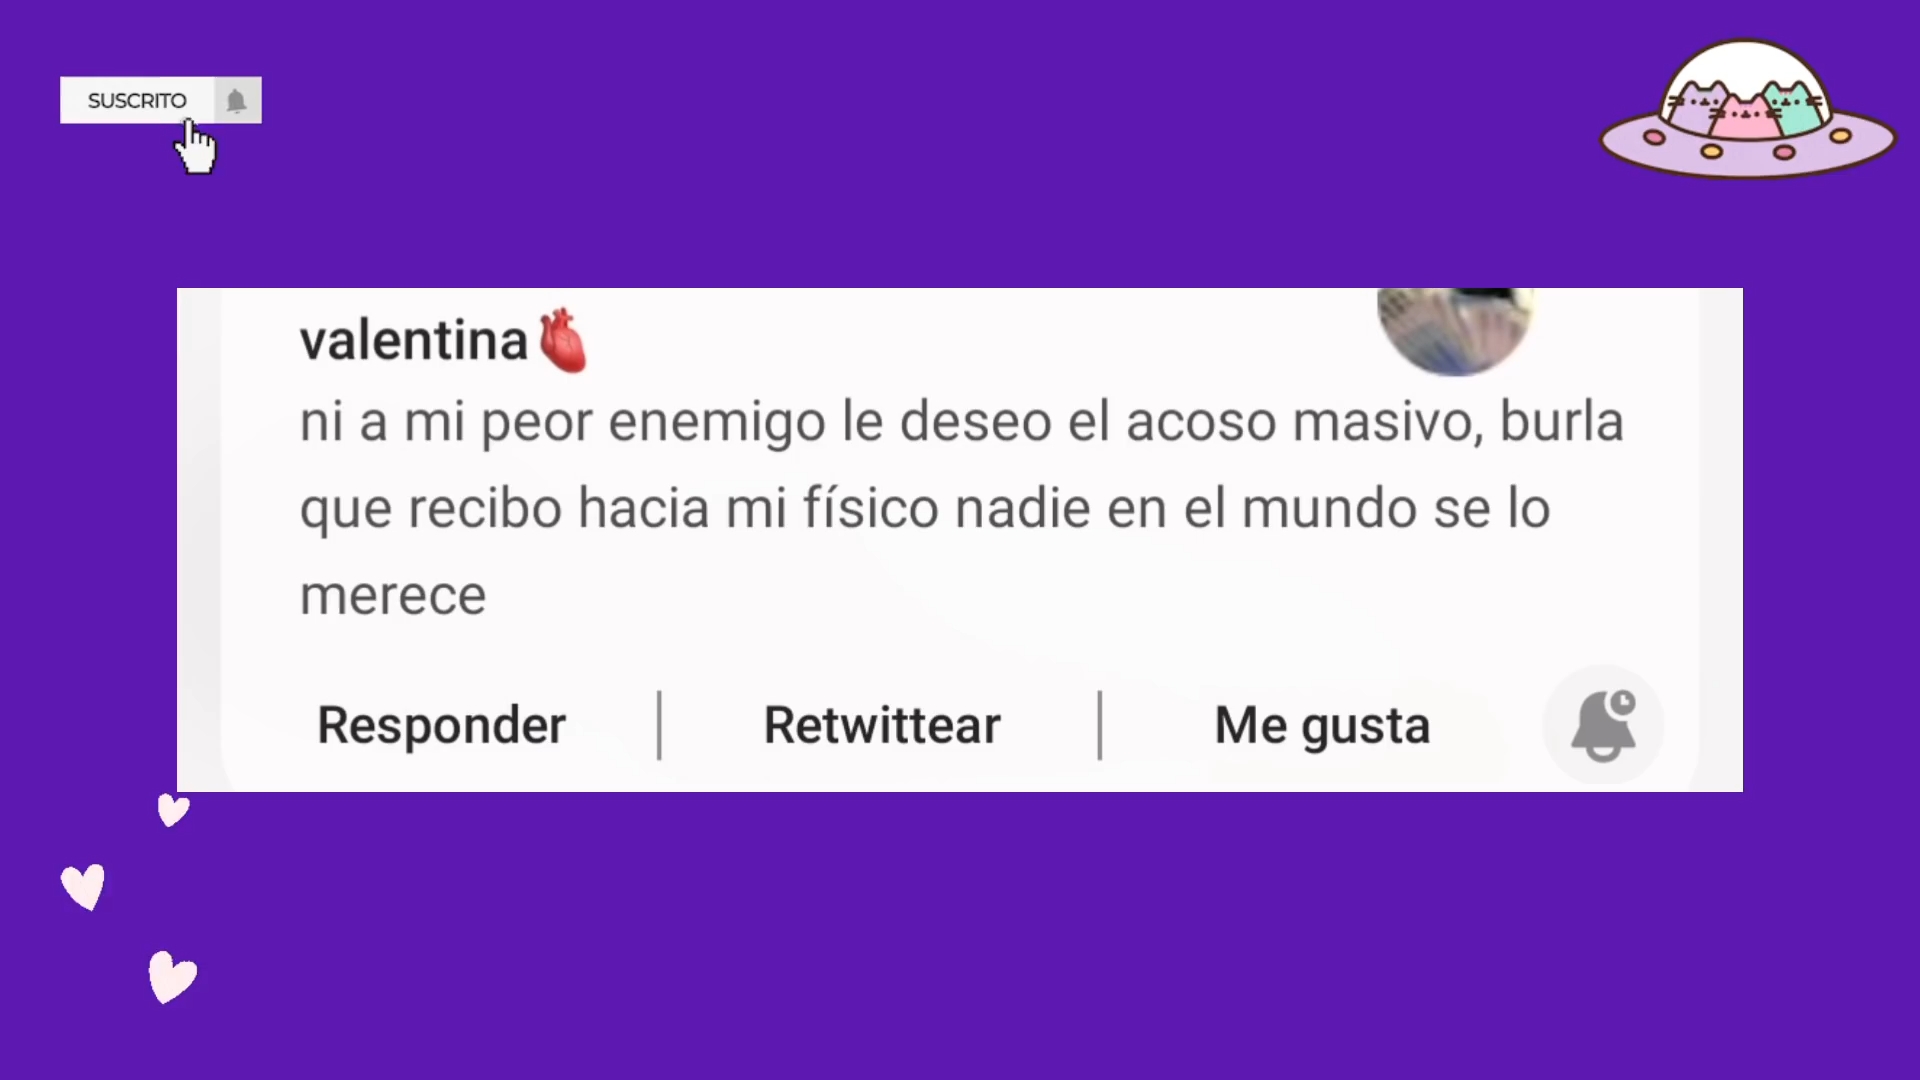 SUSCRITO
valentina🫀
ni a mi peor enemigo le deseo el acoso masivo, burla
que recibo hacia mi físico nadie en el mundo se lo
merece
Responder
Retwittear
Me gusta